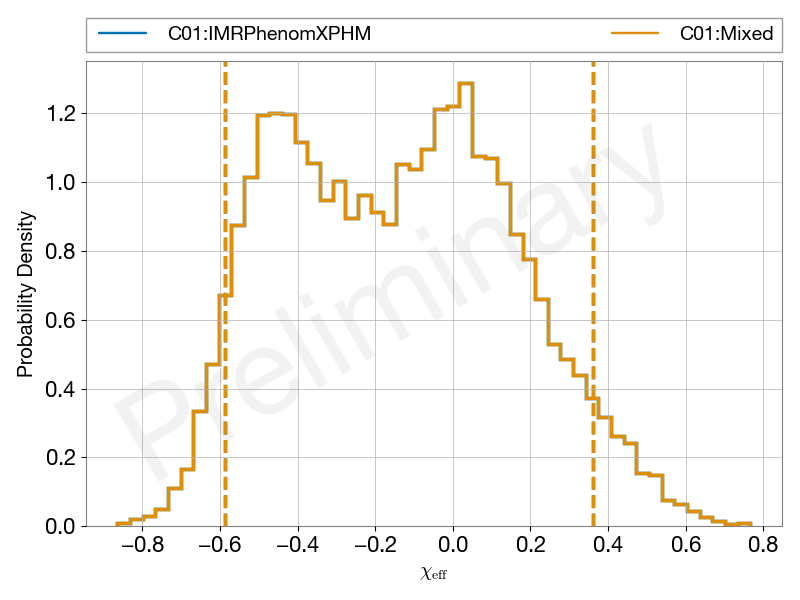 C01:IMRPhenomXPHM C01:Mixed
Preliminary
Probability Density
1.2
1.0
0.8
0.6
0.4
0.2
0.0
−0.8 −0.6 −0.4 −0.2 0.0 0.2 0.4 0.6 0.8
χeff